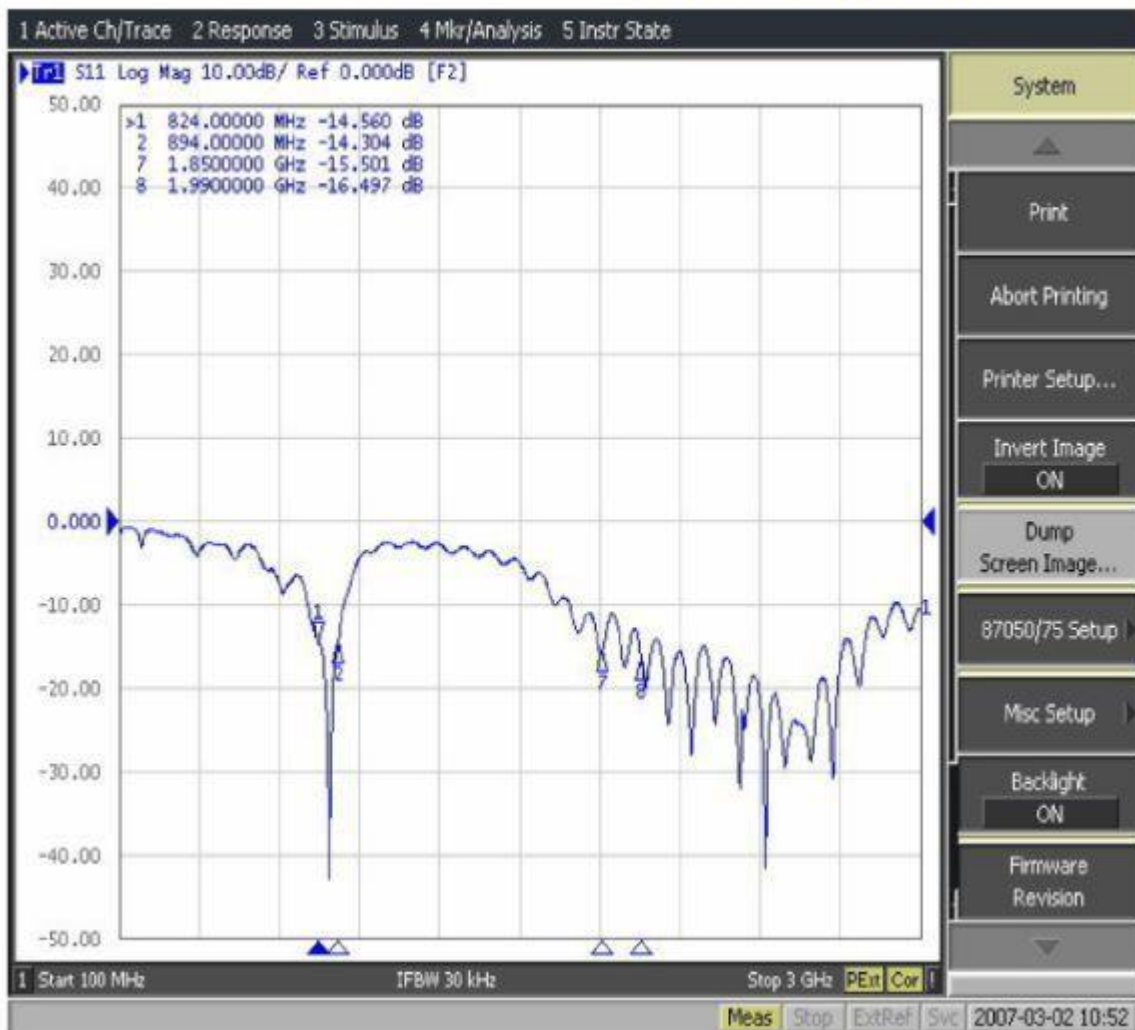 1 Active Ch/Trace 2 Response 3 Stimulus 4 Mkr/Analysis 5 Instr State
Tr1 S11 Log Mag 10.00dB/ Ref 0.000dB [F2]
50.00
40.00
30.00
20.00
10.00
0.000
-10.00
-20.00
-30.00
-40.00
-50.00
>1 824.00000 MHz -14.560 dB
2 894.00000 MHz -14.304 dB
7 1.8500000 GHz -15.501 dB
8 1.9900000 GHz -16.497 dB
1
2
7
8
1
1 Start 100 MHz IFBW 30 kHz Stop 3 GHz PExt Cor !
System
Print
Abort Printing
Printer Setup...
Invert Image
ON
Dump
Screen Image...
87050/75 Setup
Misc Setup
Backlight
ON
Firmware
Revision
Meas Stop ExtRef Svc 2007-03-02 10:52